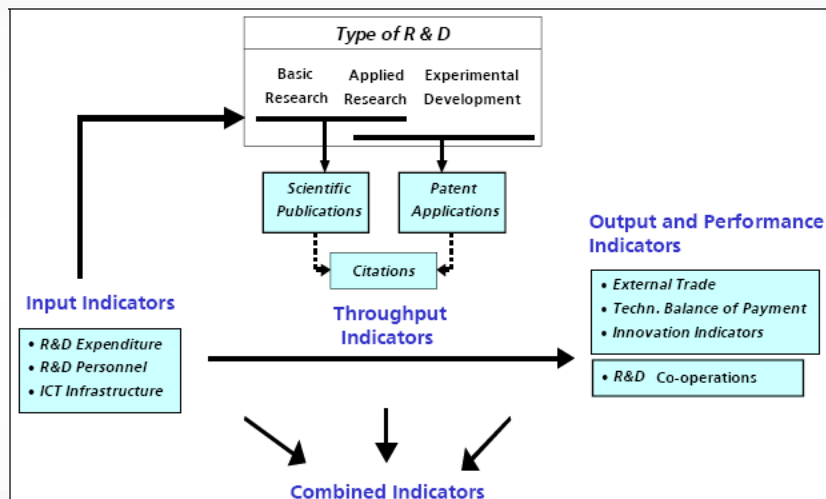 Type of R & D
Basic
Research
Applied
Research
Experimental
Development
Scientific
Publications
Patent
Applications
Citations
Output and Performance
Indicators
• External Trade
• Techn. Balance of Payment
• Innovation Indicators
• R&D Co-operations
Input Indicators
• R&D Expenditure
• R&D Personnel
• ICT Infrastructure
Throughput
Indicators
Combined Indicators